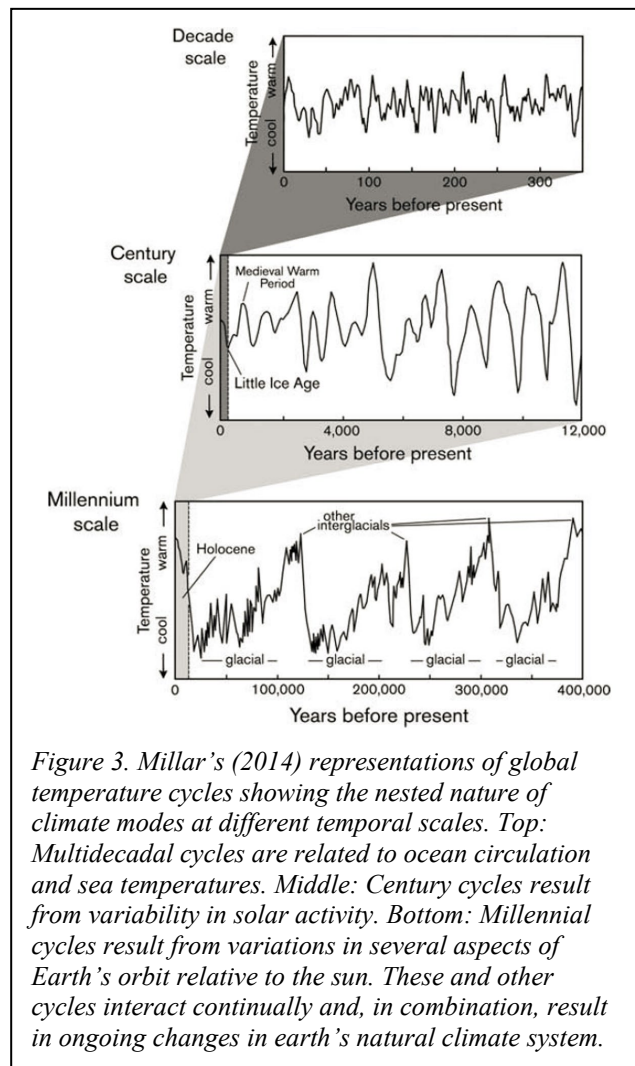 Decade
scale
Temperature
cool
warm
0 100 200 300
Years before present
Century
scale
Temperature
cool
warm
Medieval Warm
Period
Little Ice Age
0 4,000 8,000 12,000
Years before present
Millennium
scale
Temperature
cool
warm
Holocene
other
interglacials
glacial glacial glacial glacial
0 100,000 200,000 300,000 400,000
Years before present
Figure 3. Millar’s (2014) representations of global
temperature cycles showing the nested nature of
climate modes at different temporal scales. Top:
Multidecadal cycles are related to ocean circulation
and sea temperatures. Middle: Century cycles result
from variability in solar activity. Bottom: Millennial
cycles result from variations in several aspects of
Earth’s orbit relative to the sun. These and other
cycles interact continually and, in combination, result
in ongoing changes in earth’s natural climate system.